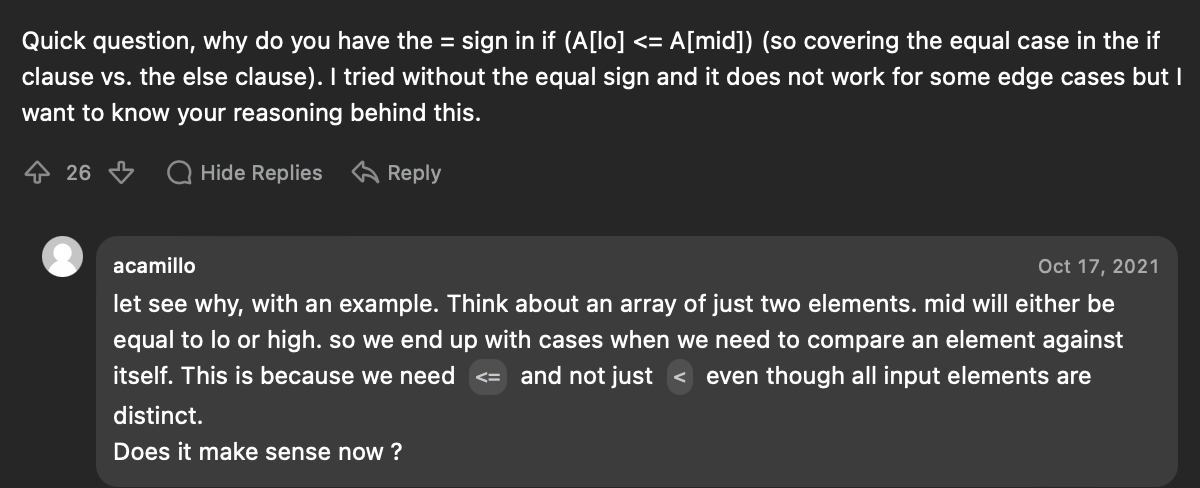 Quick question, why do you have the = sign in if (A[lo] <= A[mid]) (so covering the equal case in the if
clause vs. the else clause). I tried without the equal sign and it does not work for some edge cases but I
want to know your reasoning behind this.
26 Hide Replies Reply
acamillo Oct 17, 2021
let see why, with an example. Think about an array of just two elements. mid will either be
equal to lo or high. so we end up with cases when we need to compare an element against
itself. This is because we need <= and not just < even though all input elements are
distinct.
Does it make sense now ?